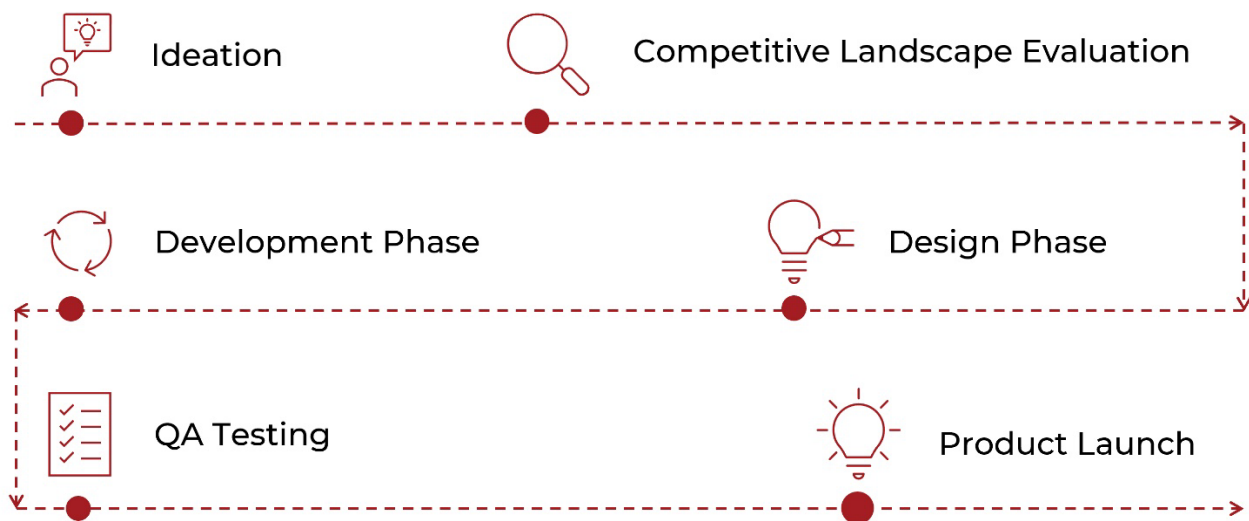 Ideation
Competitive Landscape Evaluation
Development Phase
Design Phase
QA Testing
Product Launch